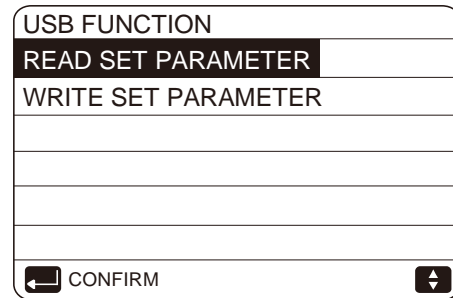 USB FUNCTION
READ SET PARAMETER
WRITE SET PARAMETER
CONFIRM